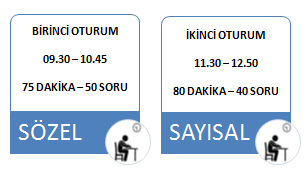 BİRİNCİ OTURUM
09.30 – 10.45
75 DAKİKA – 50 SORU
SÖZEL
İKİNCİ OTURUM
11.30 – 12.50
80 DAKİKA – 40 SORU
SAYISAL